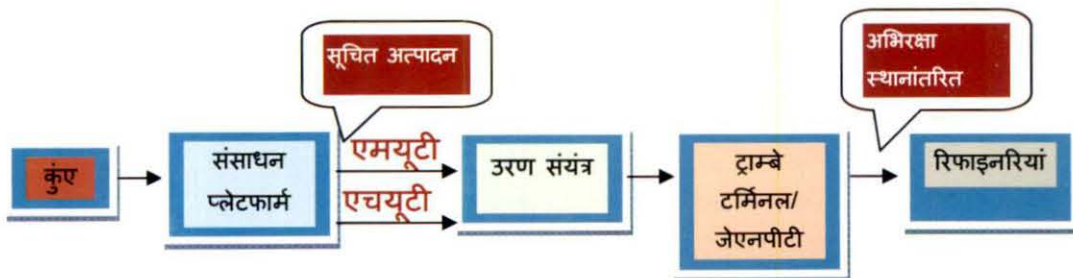 सूचित अत्पादन
अभिरक्षा
स्थानांतरित
कुंए
संसाधन
प्लेटफार्म
एमयूटी
एचयूटी
उरण संयंत्र
ट्राम्बे
टर्मिनल/
जेएनपीटी
रिफाइनरियां